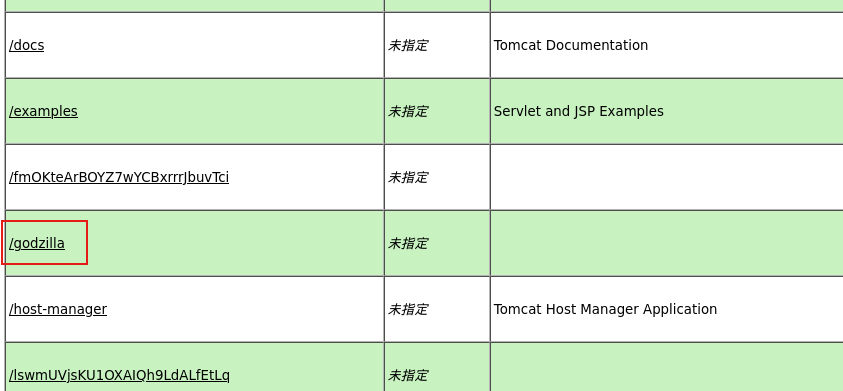 /docs 未指定 Tomcat Documentation
/examples 未指定 Servlet and JSP Examples
/fmOKteArBOYZ7wYCBxrrrJbuvTci 未指定
/godzilla 未指定
/host-manager 未指定 Tomcat Host Manager Application
/lswmUVjsKU1OXAIQh9LdALfEtLq 未指定